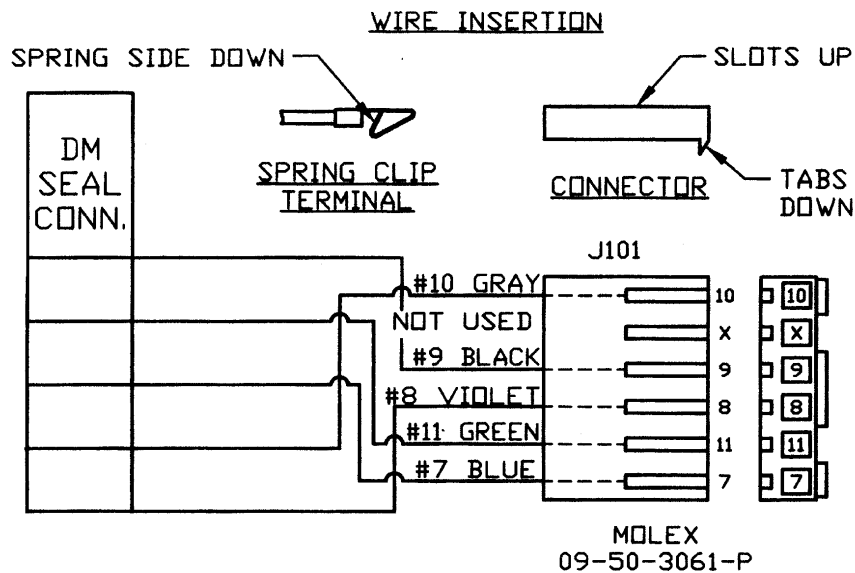 WIRE INSERTION
SPRING SIDE DOWN
SLOTS UP
DM
SEAL
CONN.
SPRING CLIP
TERMINAL
CONNECTOR
TABS
DOWN
J101
#10 GRAY
10
10
NOT USED
X
X
#9 BLACK
9
9
#8 VIOLET
8
8
#11 GREEN
11
11
#7 BLUE
7
7
MOLEX
09-50-3061-P